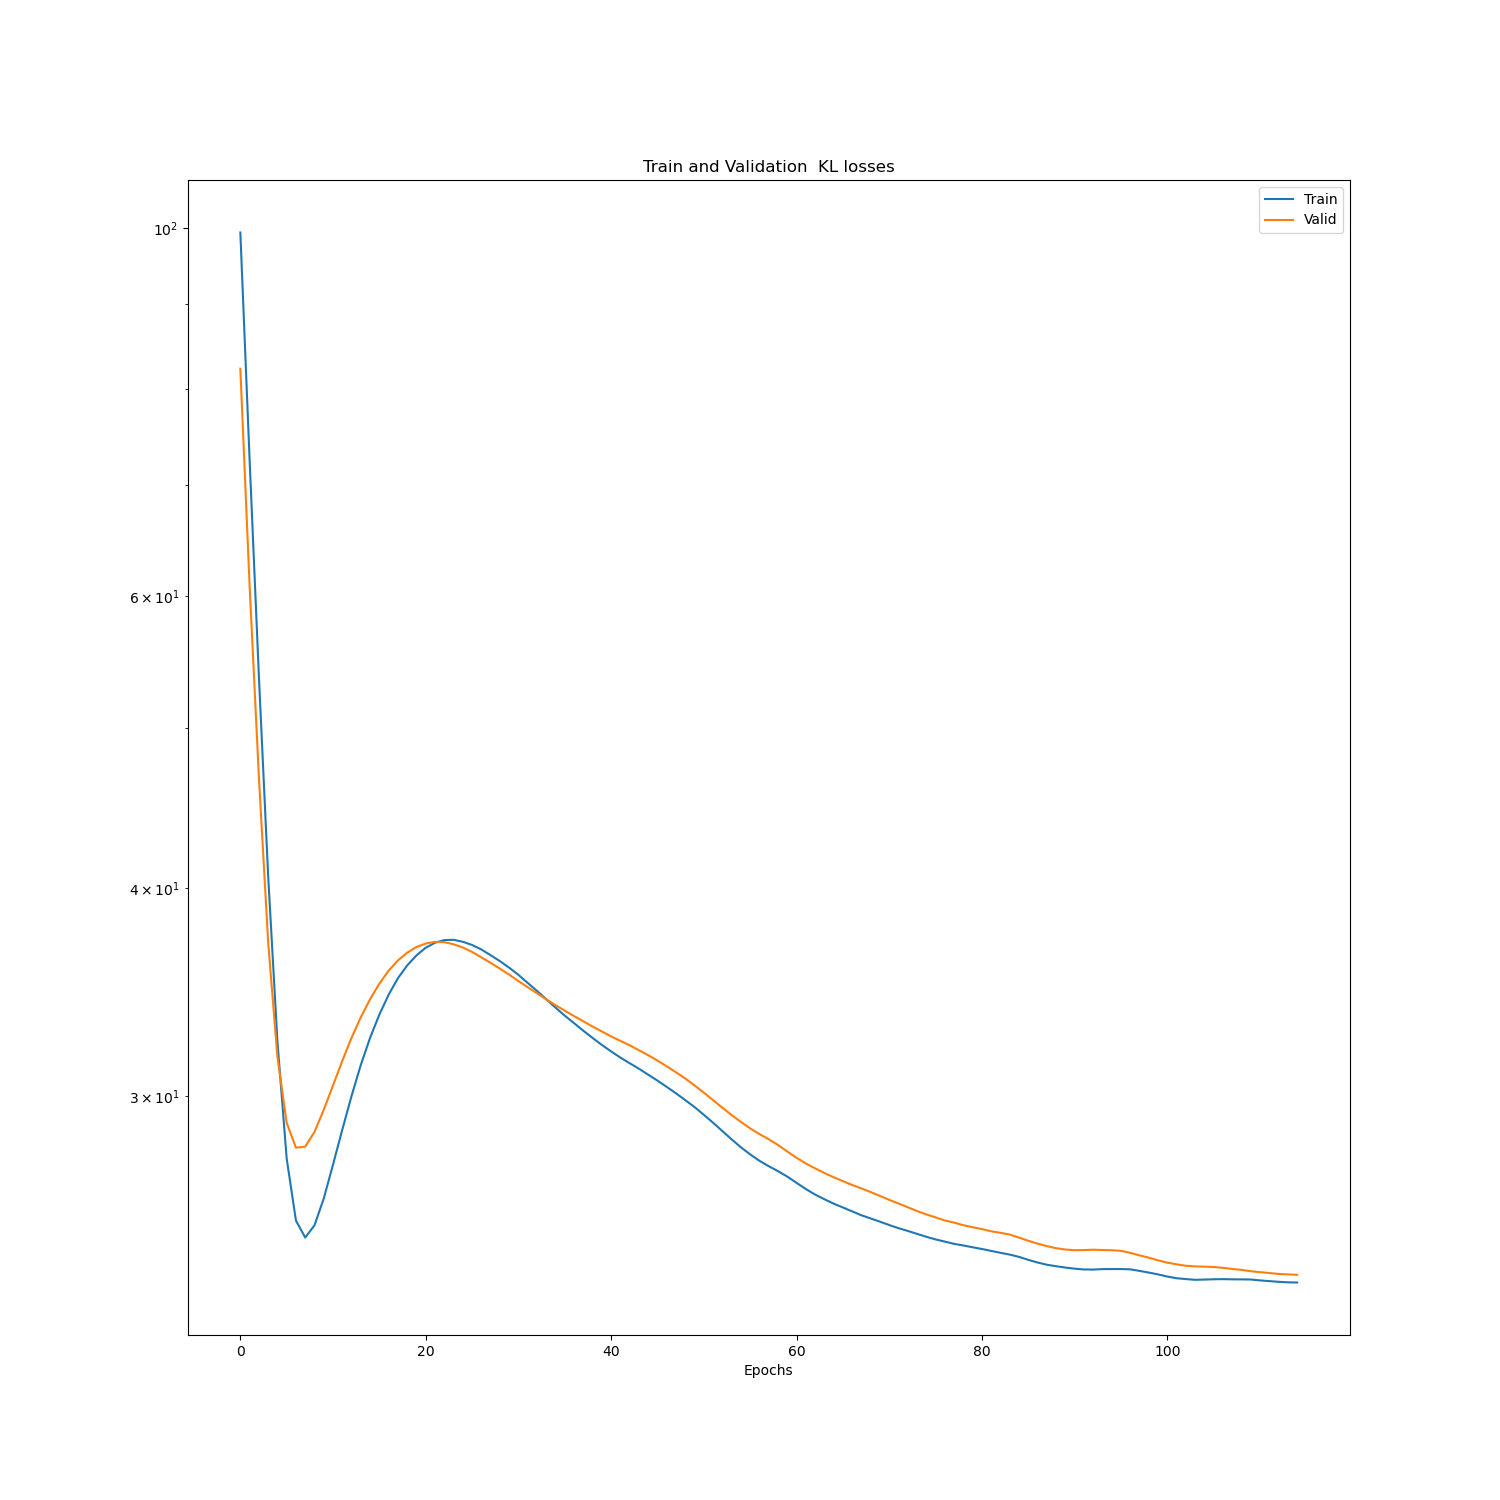 Train and Validation  KL losses
Train
Valid
10²
6 × 10¹
4 × 10¹
3 × 10¹
0 20 40 60 80 100
Epochs